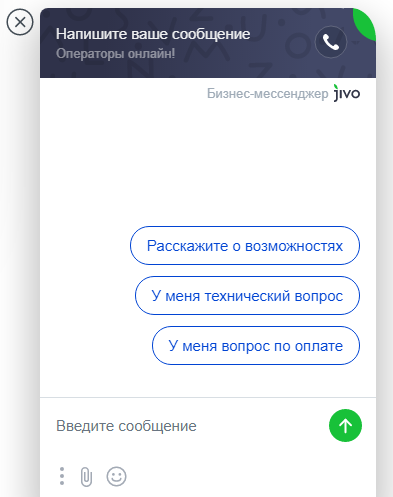 Напишите ваше сообщение
Операторы онлайн!
Бизнес-мессенджер jivo
Расскажите о возможностях
У меня технический вопрос
У меня вопрос по оплате
Введите сообщение